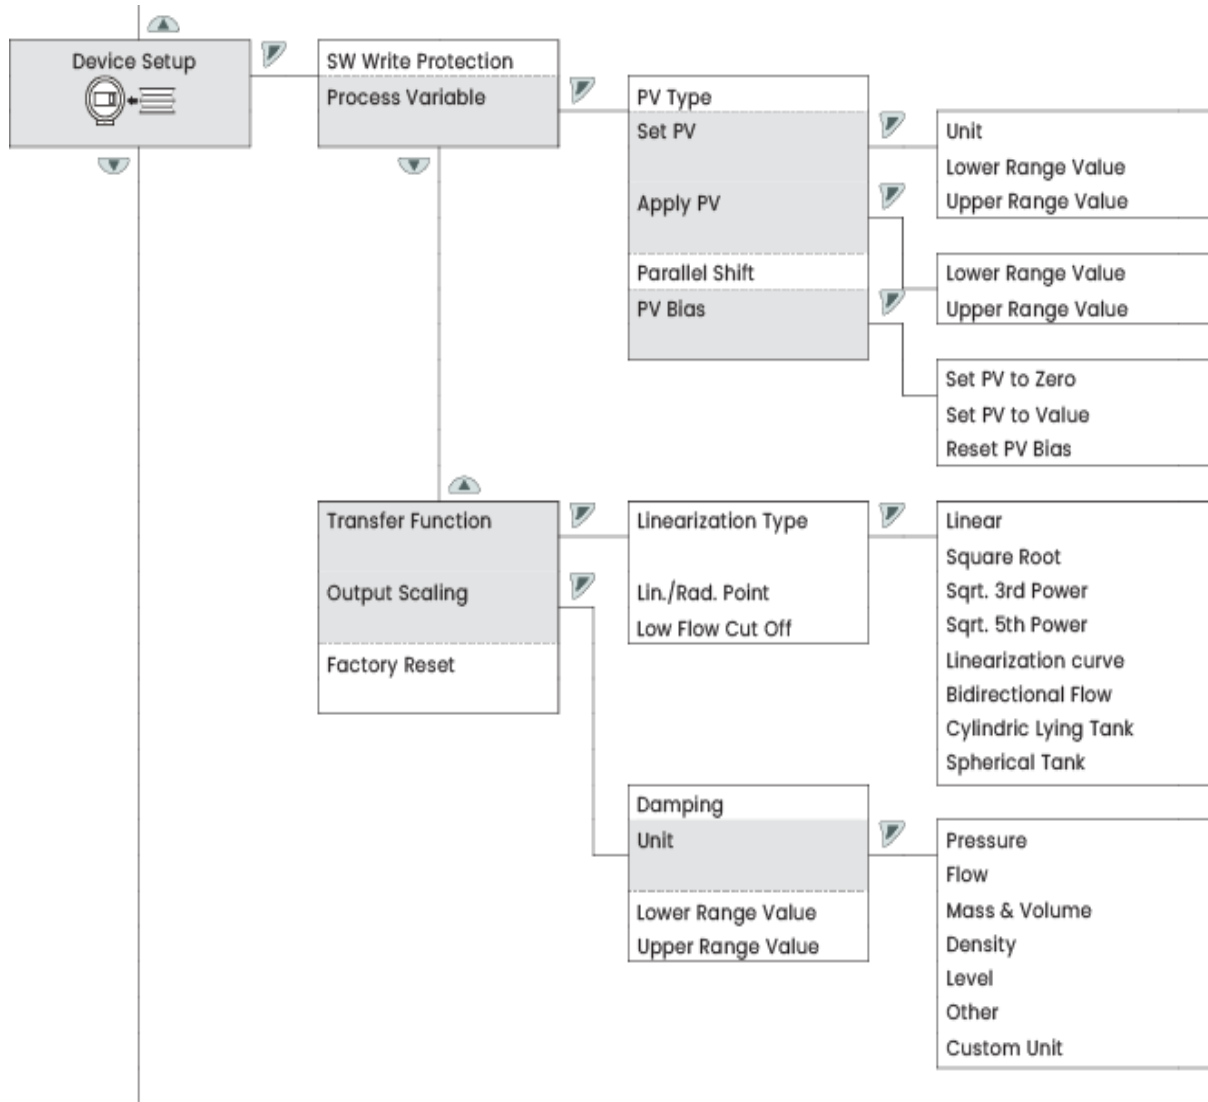 Device Setup
SW Write Protection
Process Variable
PV Type
Set PV
Apply PV
Parallel Shift
PV Bias
Unit
Lower Range Value
Upper Range Value
Lower Range Value
Upper Range Value
Set PV to Zero
Set PV to Value
Reset PV Bias
Transfer Function
Output Scaling
Factory Reset
Linearization Type
Lin./Rad. Point
Low Flow Cut Off
Linear
Square Root
Sqrt. 3rd Power
Sqrt. 5th Power
Linearization curve
Bidirectional Flow
Cylindric Lying Tank
Spherical Tank
Damping
Unit
Lower Range Value
Upper Range Value
Pressure
Flow
Mass & Volume
Density
Level
Other
Custom Unit